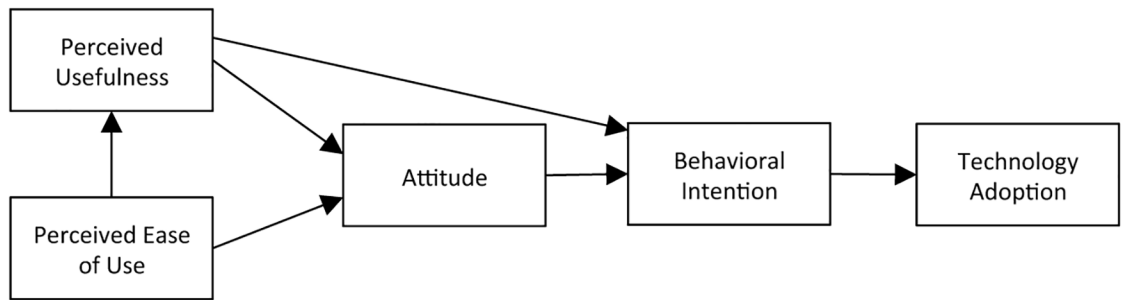 Perceived
Usefulness
Attitude
Behavioral
Intention
Technology
Adoption
Perceived Ease
of Use